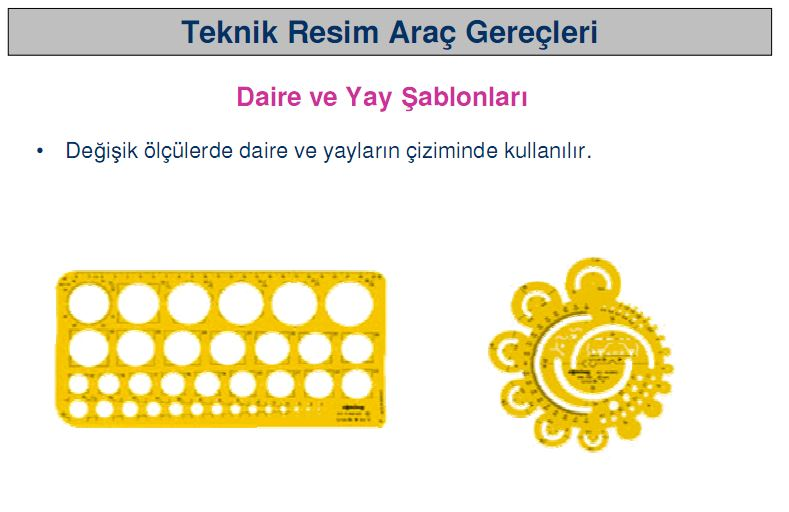 Teknik Resim Araç Gereçleri
Daire ve Yay Şablonları
• Değişik ölçülerde daire ve yayların çiziminde kullanılır.